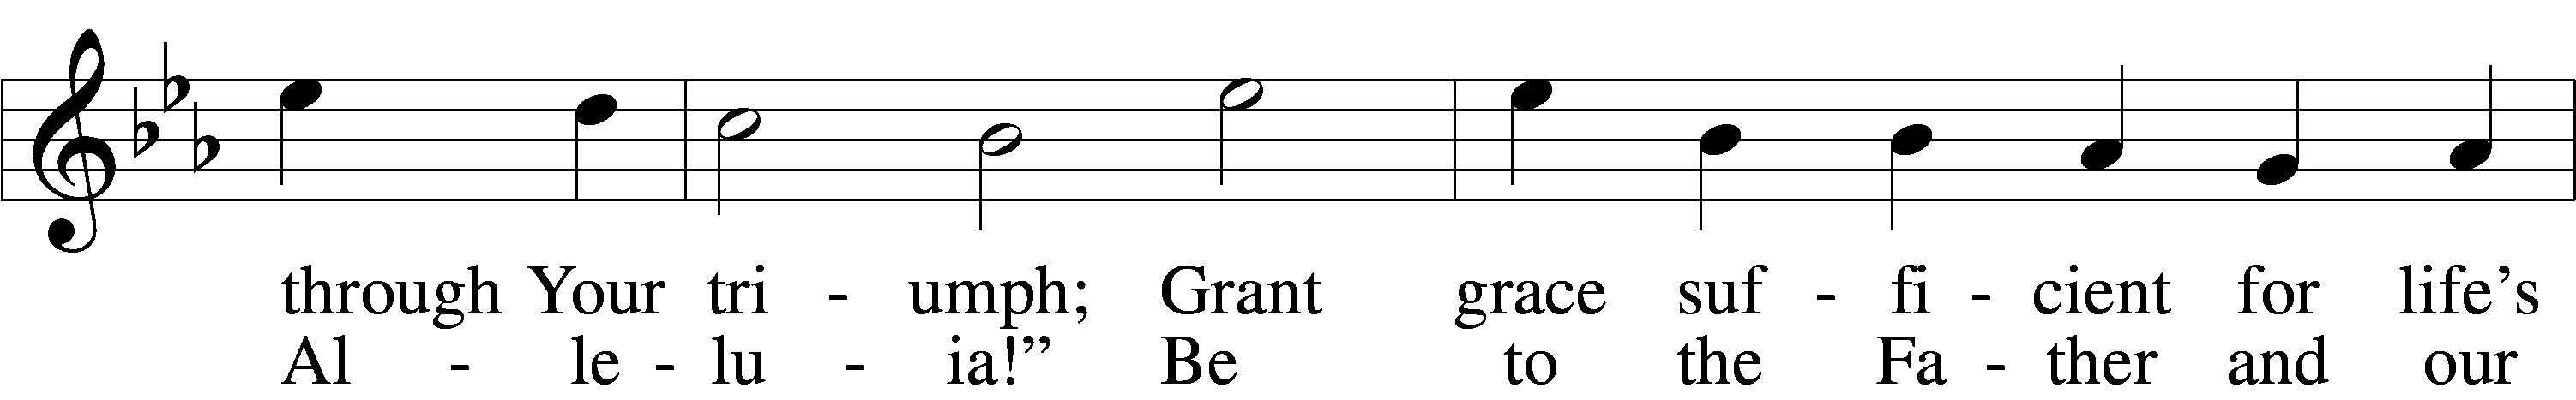 through Your tri - umph; Grant grace suf - fi - cient for life’s
Al - le - lu - ia!” Be to the Fa - ther and our